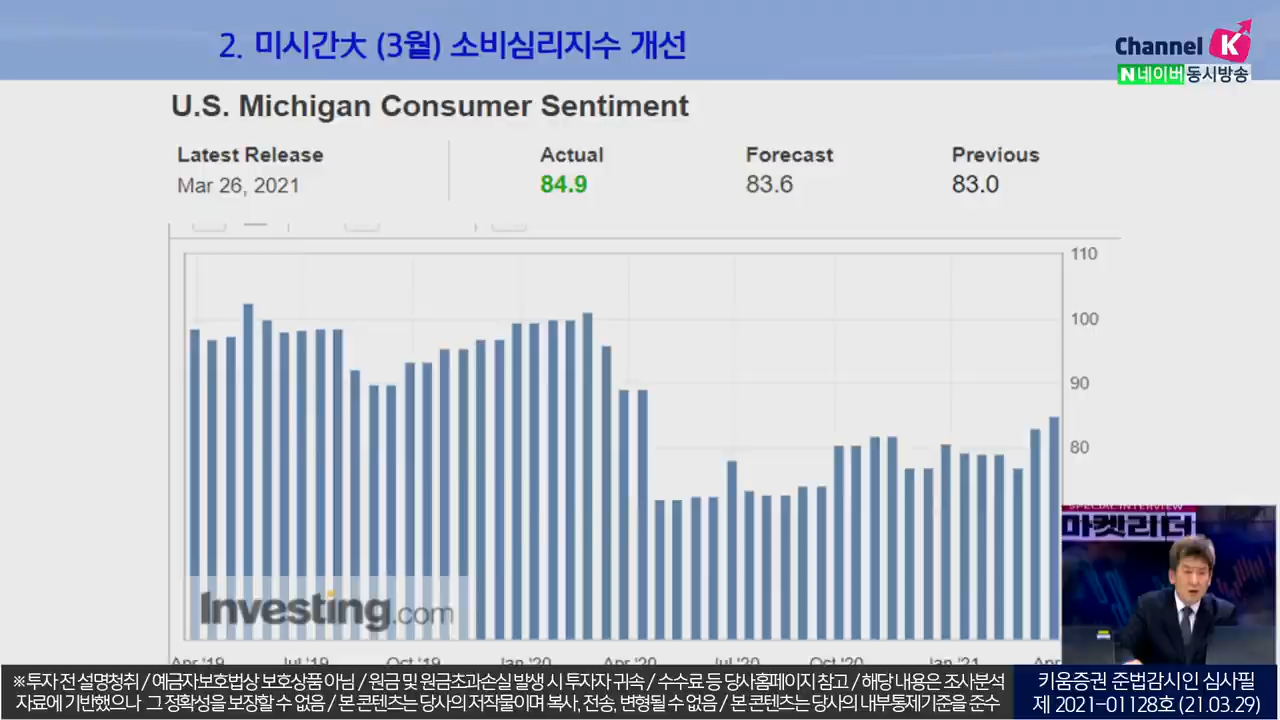 2. 미시간大 (3월) 소비심리지수 개선
Channel K
N 네이버 동시방송
U.S. Michigan Consumer Sentiment
Latest Release Actual Forecast Previous
Mar 26, 2021 84.9 83.6 83.0
110
100
90
80
Investing.com
Apr '19 Jul '19 Oct '19 Jan '20 Apr '20 Jul '20 Oct '20 Jan '21 Apr
SPECIAL INTERVIEW
마켓리더
※투자 전 설명청취 / 예금자보호법상 보호상품 아님 / 원금 및 원금초과손실 발생 시 투자자 귀속 / 수수료 등 당사홈페이지 참고 / 해당 내용은 조사분석
자료에 기반했으나 그 정확성을 보장할 수 없음 / 본 콘텐츠는 당사의 저작물이며 복사, 전송, 변형될 수 없음 / 본 콘텐츠는 당사의 내부통제기준을 준수
키움증권 준법감시인 심사필
제 2021-01128호 (21.03.29)